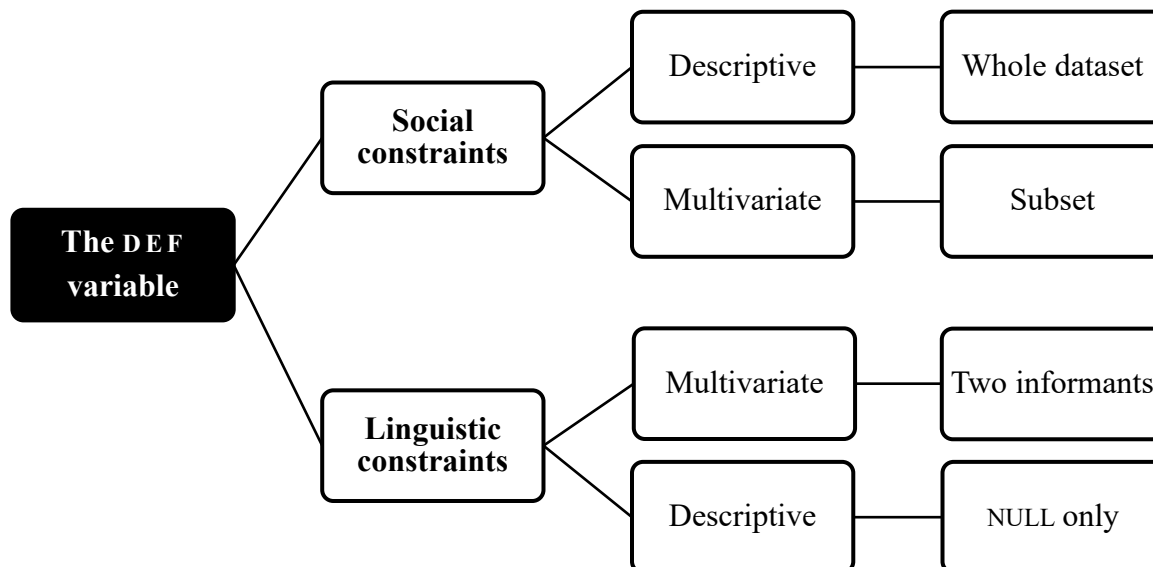 The DEF
variable
Social
constraints
Descriptive
Whole dataset
Multivariate
Subset
Linguistic
constraints
Multivariate
Two informants
Descriptive
NULL only